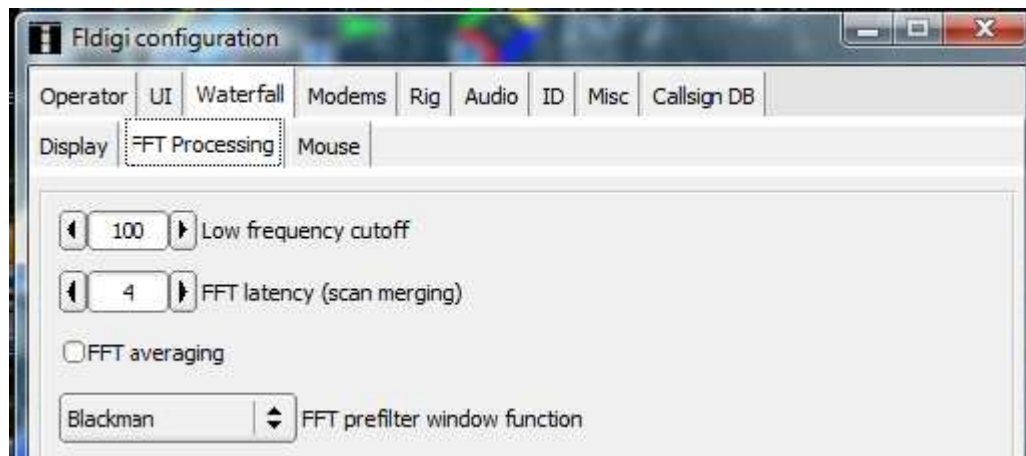 Fldigi configuration
Operator UI Waterfall Modems Rig Audio ID Misc Callsign DB
Display FFT Processing Mouse
100 Low frequency cutoff
4 FFT latency (scan merging)
FFT averaging
Blackman FFT prefilter window function